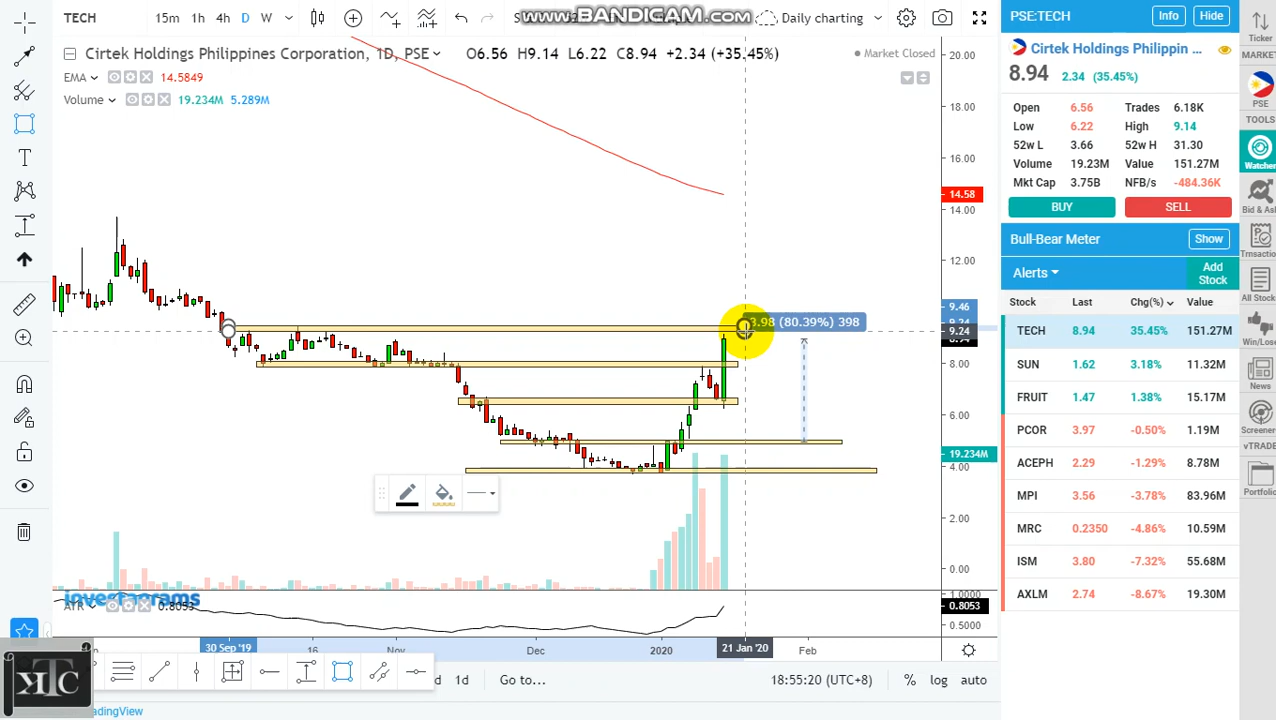 TECH
15m 1h 4h D W
www.BANDICAM.com
Daily charting
Cirtek Holdings Philippines Corporation, 1D, PSE
O6.56 H9.14 L6.22 C8.94 +2.34 (+35.45%)
Market Closed
EMA 14.5849
Volume 19.234M 5.289M
20.00
18.00
16.00
14.58
14.00
12.00
9.46
9.24
8.00
6.00
19.234M
4.00
2.00
0.00
3.98 (80.39%) 398
investagrams
ATR 0.8053
1.0000
0.8053
0.5000
30 Sep '19 16 Nov Dec 2020 21 Jan '20 Feb
KTC
1d Go to... 18:55:20 (UTC+8) % log auto
PSE:TECH Info Hide
Cirtek Holdings Philippin ...
8.94 2.34 (35.45%)
Open 6.56 Trades 6.18K
Low 6.22 High 9.14
52w L 3.66 52w H 31.30
Volume 19.23M Value 151.27M
Mkt Cap 3.75B NFB/s -484.36K
BUY SELL
Bull-Bear Meter Show
Alerts Add Stock
Stock Last Chg(%) Value
TECH 8.94 35.45% 151.27M
SUN 1.62 3.18% 11.32M
FRUIT 1.47 1.38% 15.17M
PCOR 3.97 -0.50% 1.19M
ACEPH 2.29 -1.29% 8.78M
MPI 3.56 -3.78% 83.96M
MRC 0.2350 -4.86% 10.59M
ISM 3.80 -7.32% 55.68M
AXLM 2.74 -8.67% 19.30M
Ticker
MARKET
PSE
TOOLS
Watcher
Bid & Ask
All Stock
Win/Lose
News
Screener
vTRADE
Portfolio